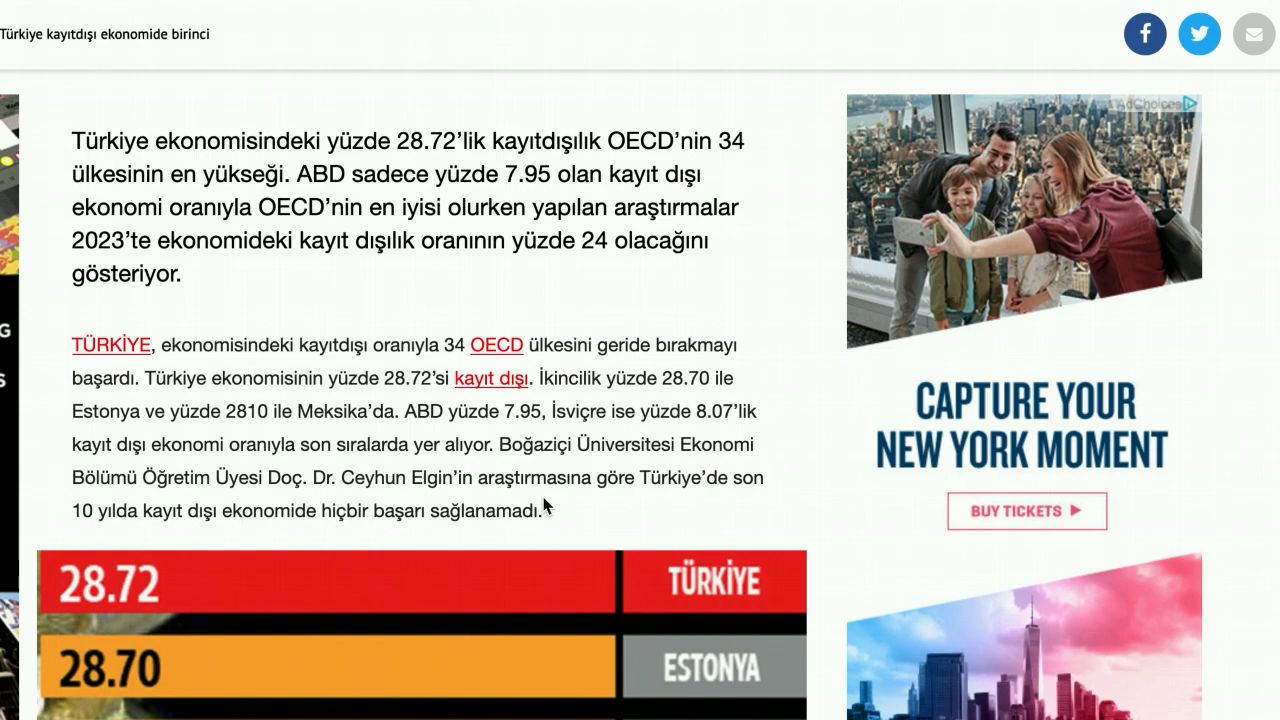 Türkiye kayıtdışı ekonomide birinci
Türkiye ekonomisindeki yüzde 28.72’lik kayıtdışılık OECD’nin 34
ülkesinin en yükseği. ABD sadece yüzde 7.95 olan kayıt dışı
ekonomi oranıyla OECD’nin en iyisi olurken yapılan araştırmalar
2023’te ekonomideki kayıt dışılık oranının yüzde 24 olacağını
gösteriyor.
TÜRKİYE, ekonomisindeki kayıtdışı oranıyla 34 OECD ülkesini geride bırakmayı
başardı. Türkiye ekonomisinin yüzde 28.72’si kayıt dışı. İkincilik yüzde 28.70 ile
Estonya ve yüzde 2810 ile Meksika’da. ABD yüzde 7.95, İsviçre ise yüzde 8.07’lik
kayıt dışı ekonomi oranıyla son sıralarda yer alıyor. Boğaziçi Üniversitesi Ekonomi
Bölümü Öğretim Üyesi Doç. Dr. Ceyhun Elgin’in araştırmasına göre Türkiye’de son
10 yılda kayıt dışı ekonomide hiçbir başarı sağlanamadı.
28.72 TÜRKİYE
28.70 ESTONYA
AdChoices
CAPTURE YOUR
NEW YORK MOMENT
BUY TICKETS